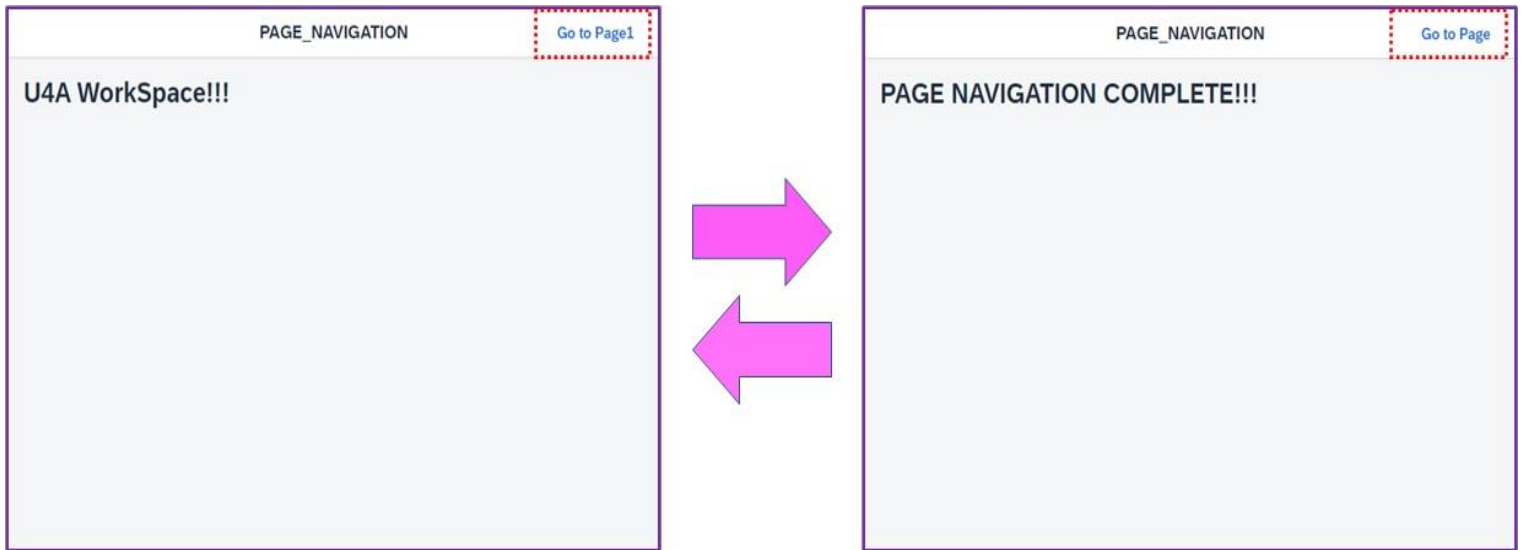 PAGE_NAVIGATION
Go to Page1
U4A WorkSpace!!!
PAGE_NAVIGATION
Go to Page
PAGE NAVIGATION COMPLETE!!!